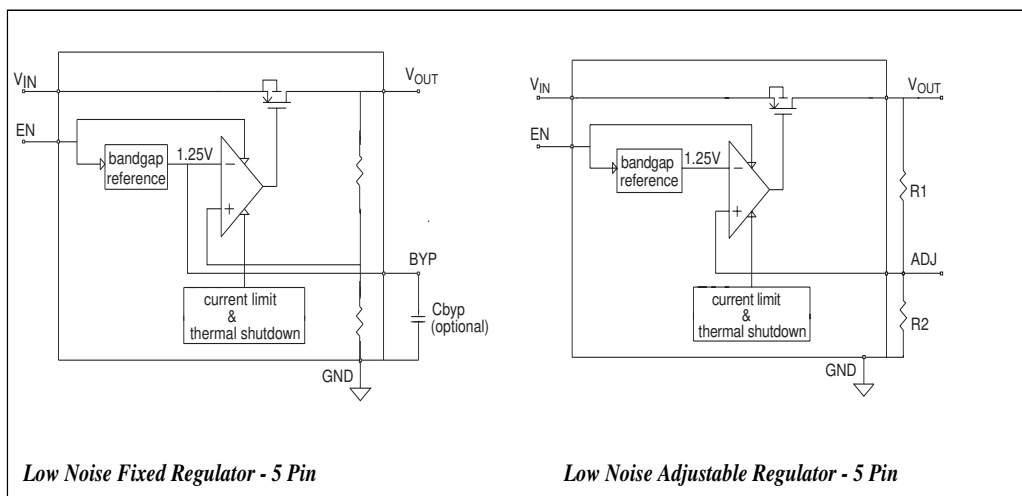 VIN
VOUT
EN
bandgap
reference
1.25V
−
+
BYP
current limit
&
thermal shutdown
Cbyp
(optional)
GND
Low Noise Fixed Regulator - 5 Pin
VIN
VOUT
EN
bandgap
reference
1.25V
−
+
R1
ADJ
current limit
&
thermal shutdown
R2
GND
Low Noise Adjustable Regulator - 5 Pin